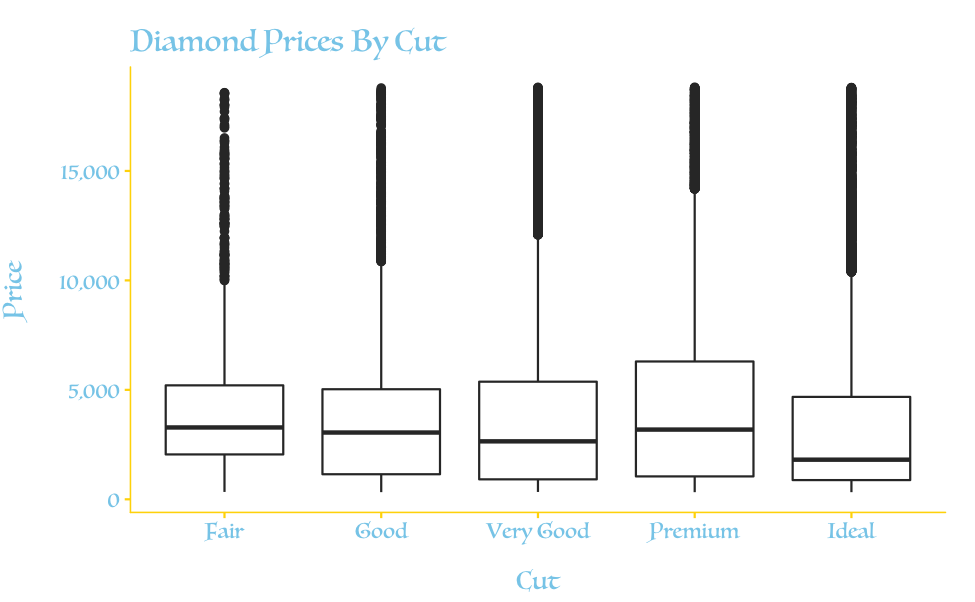 Diamond Prices By Cut
Price
15,000
10,000
5,000
0
Fair Good Very Good Premium Ideal
Cut